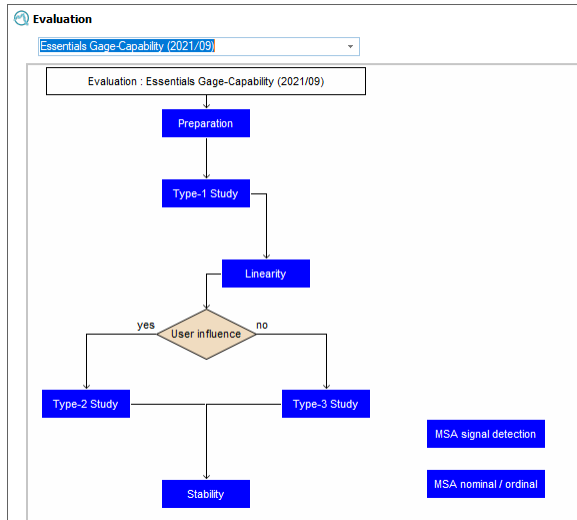 Evaluation
Essentials Gage-Capability (2021/09)
Evaluation : Essentials Gage-Capability (2021/09)
Preparation
Type-1 Study
Linearity
yes
User influence
no
Type-2 Study
Type-3 Study
MSA signal detection
MSA nominal / ordinal
Stability